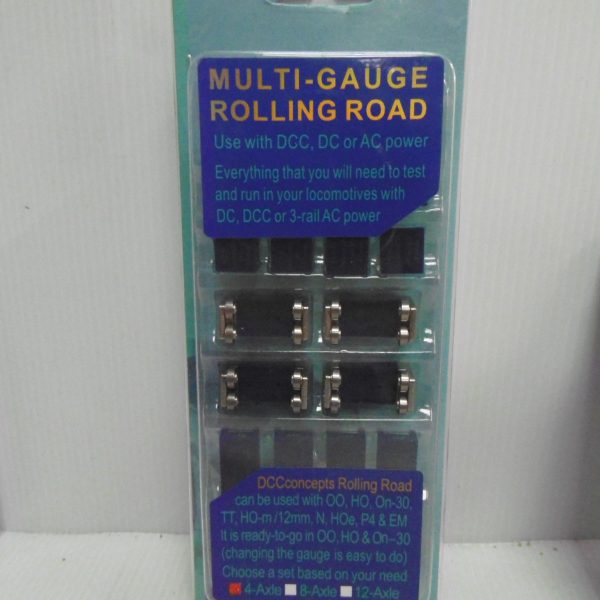 MULTI-GAUGE
ROLLING ROAD
Use with DCC, DC or AC power
Everything that you will need to test
and run in your locomotives with
DC, DCC or 3-rail AC power
DCCconcepts Rolling Road
can be used with OO, HO, On-30,
TT, HO-m /12mm, N, HOe, P4 & EM
It is ready-to-go in OO, HO & On-30
(changing the gauge is easy to do)
Choose a set based on your need
4-Axle 8-Axle 12-Axle